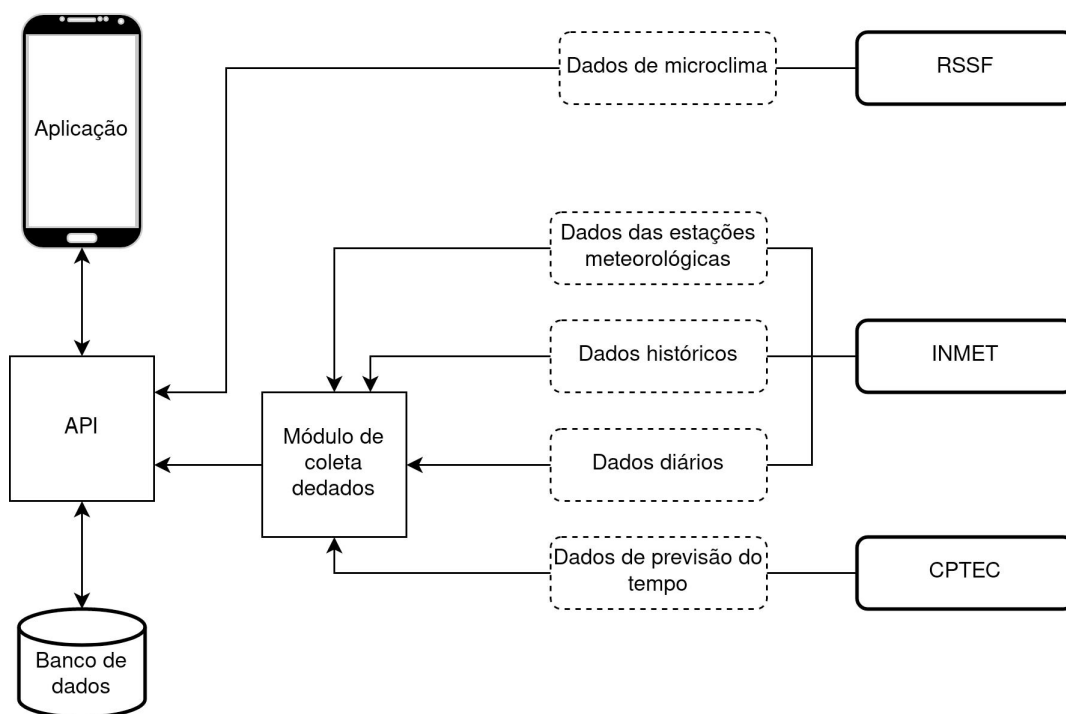 Aplicação
Dados de microclima
RSSF
Dados das estações
meteorológicas
Dados históricos
INMET
API
Módulo de
coleta
dedados
Dados diários
Dados de previsão do
tempo
CPTEC
Banco de
dados